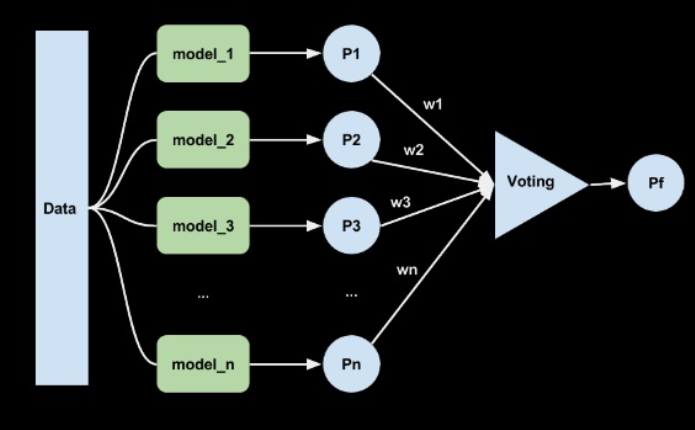 Data
model_1
P1
w1
model_2
P2
w2
model_3
P3
w3
...
...
wn
model_n
Pn
Voting
Pf